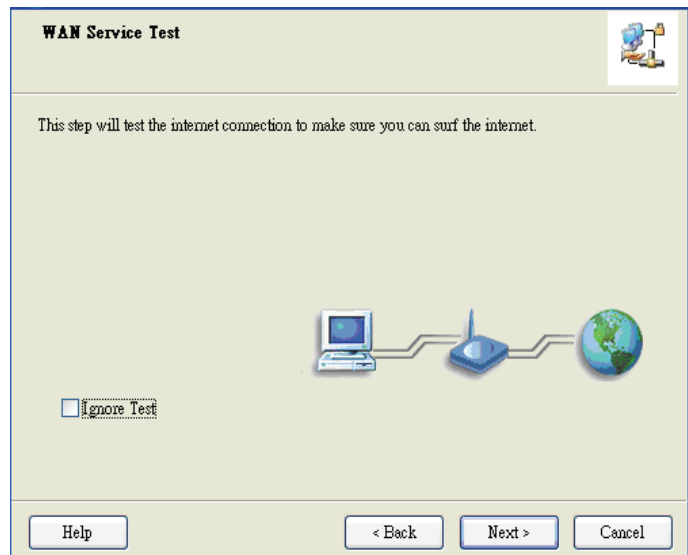 WAN Service Test
This step will test the internet connection to make sure you can surf the internet.
Ignore Test
Help
< Back
Next >
Cancel